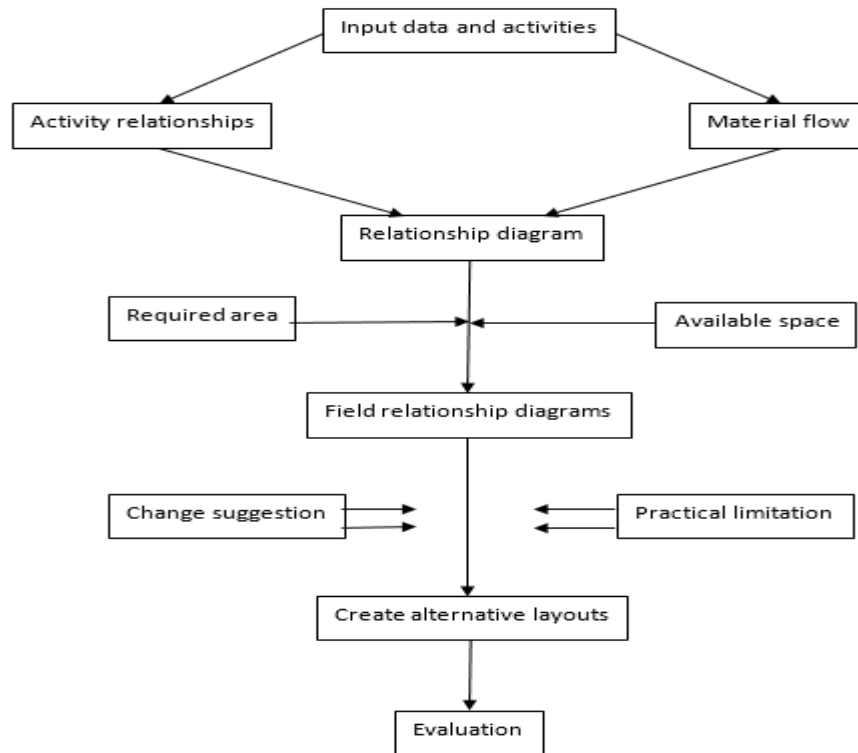 Input data and activities
Activity relationships
Material flow
Relationship diagram
Required area
Available space
Field relationship diagrams
Change suggestion
Practical limitation
Create alternative layouts
Evaluation